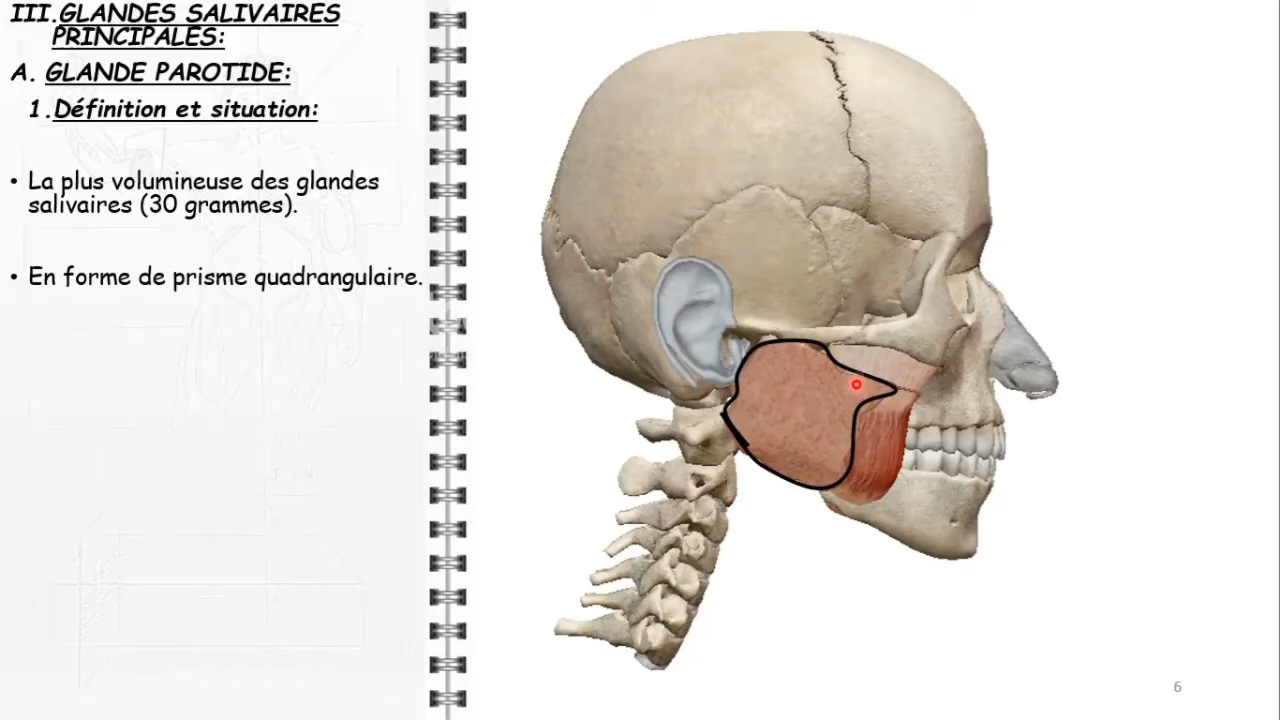 III.GLANDES SALIVAIRES
PRINCIPALES:
A. GLANDE PAROTIDE:
1.Définition et situation:
• La plus volumineuse des glandes
salivaires (30 grammes).
• En forme de prisme quadrangulaire.
6